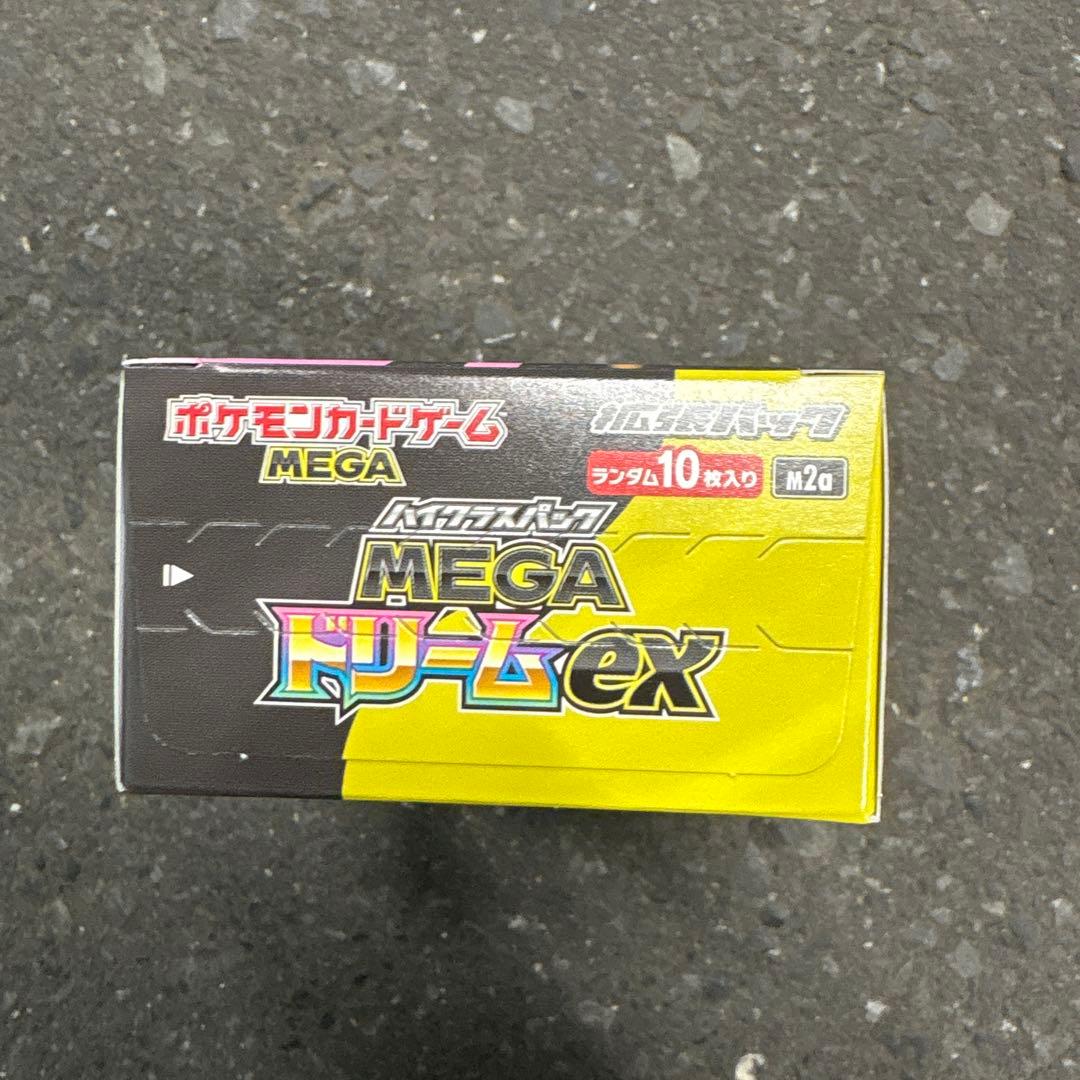 ポケモンカードゲーム
MEGA
拡張パック
ランダム10枚入り
M2a
ハイクラスパック
MEGA
ドリームex